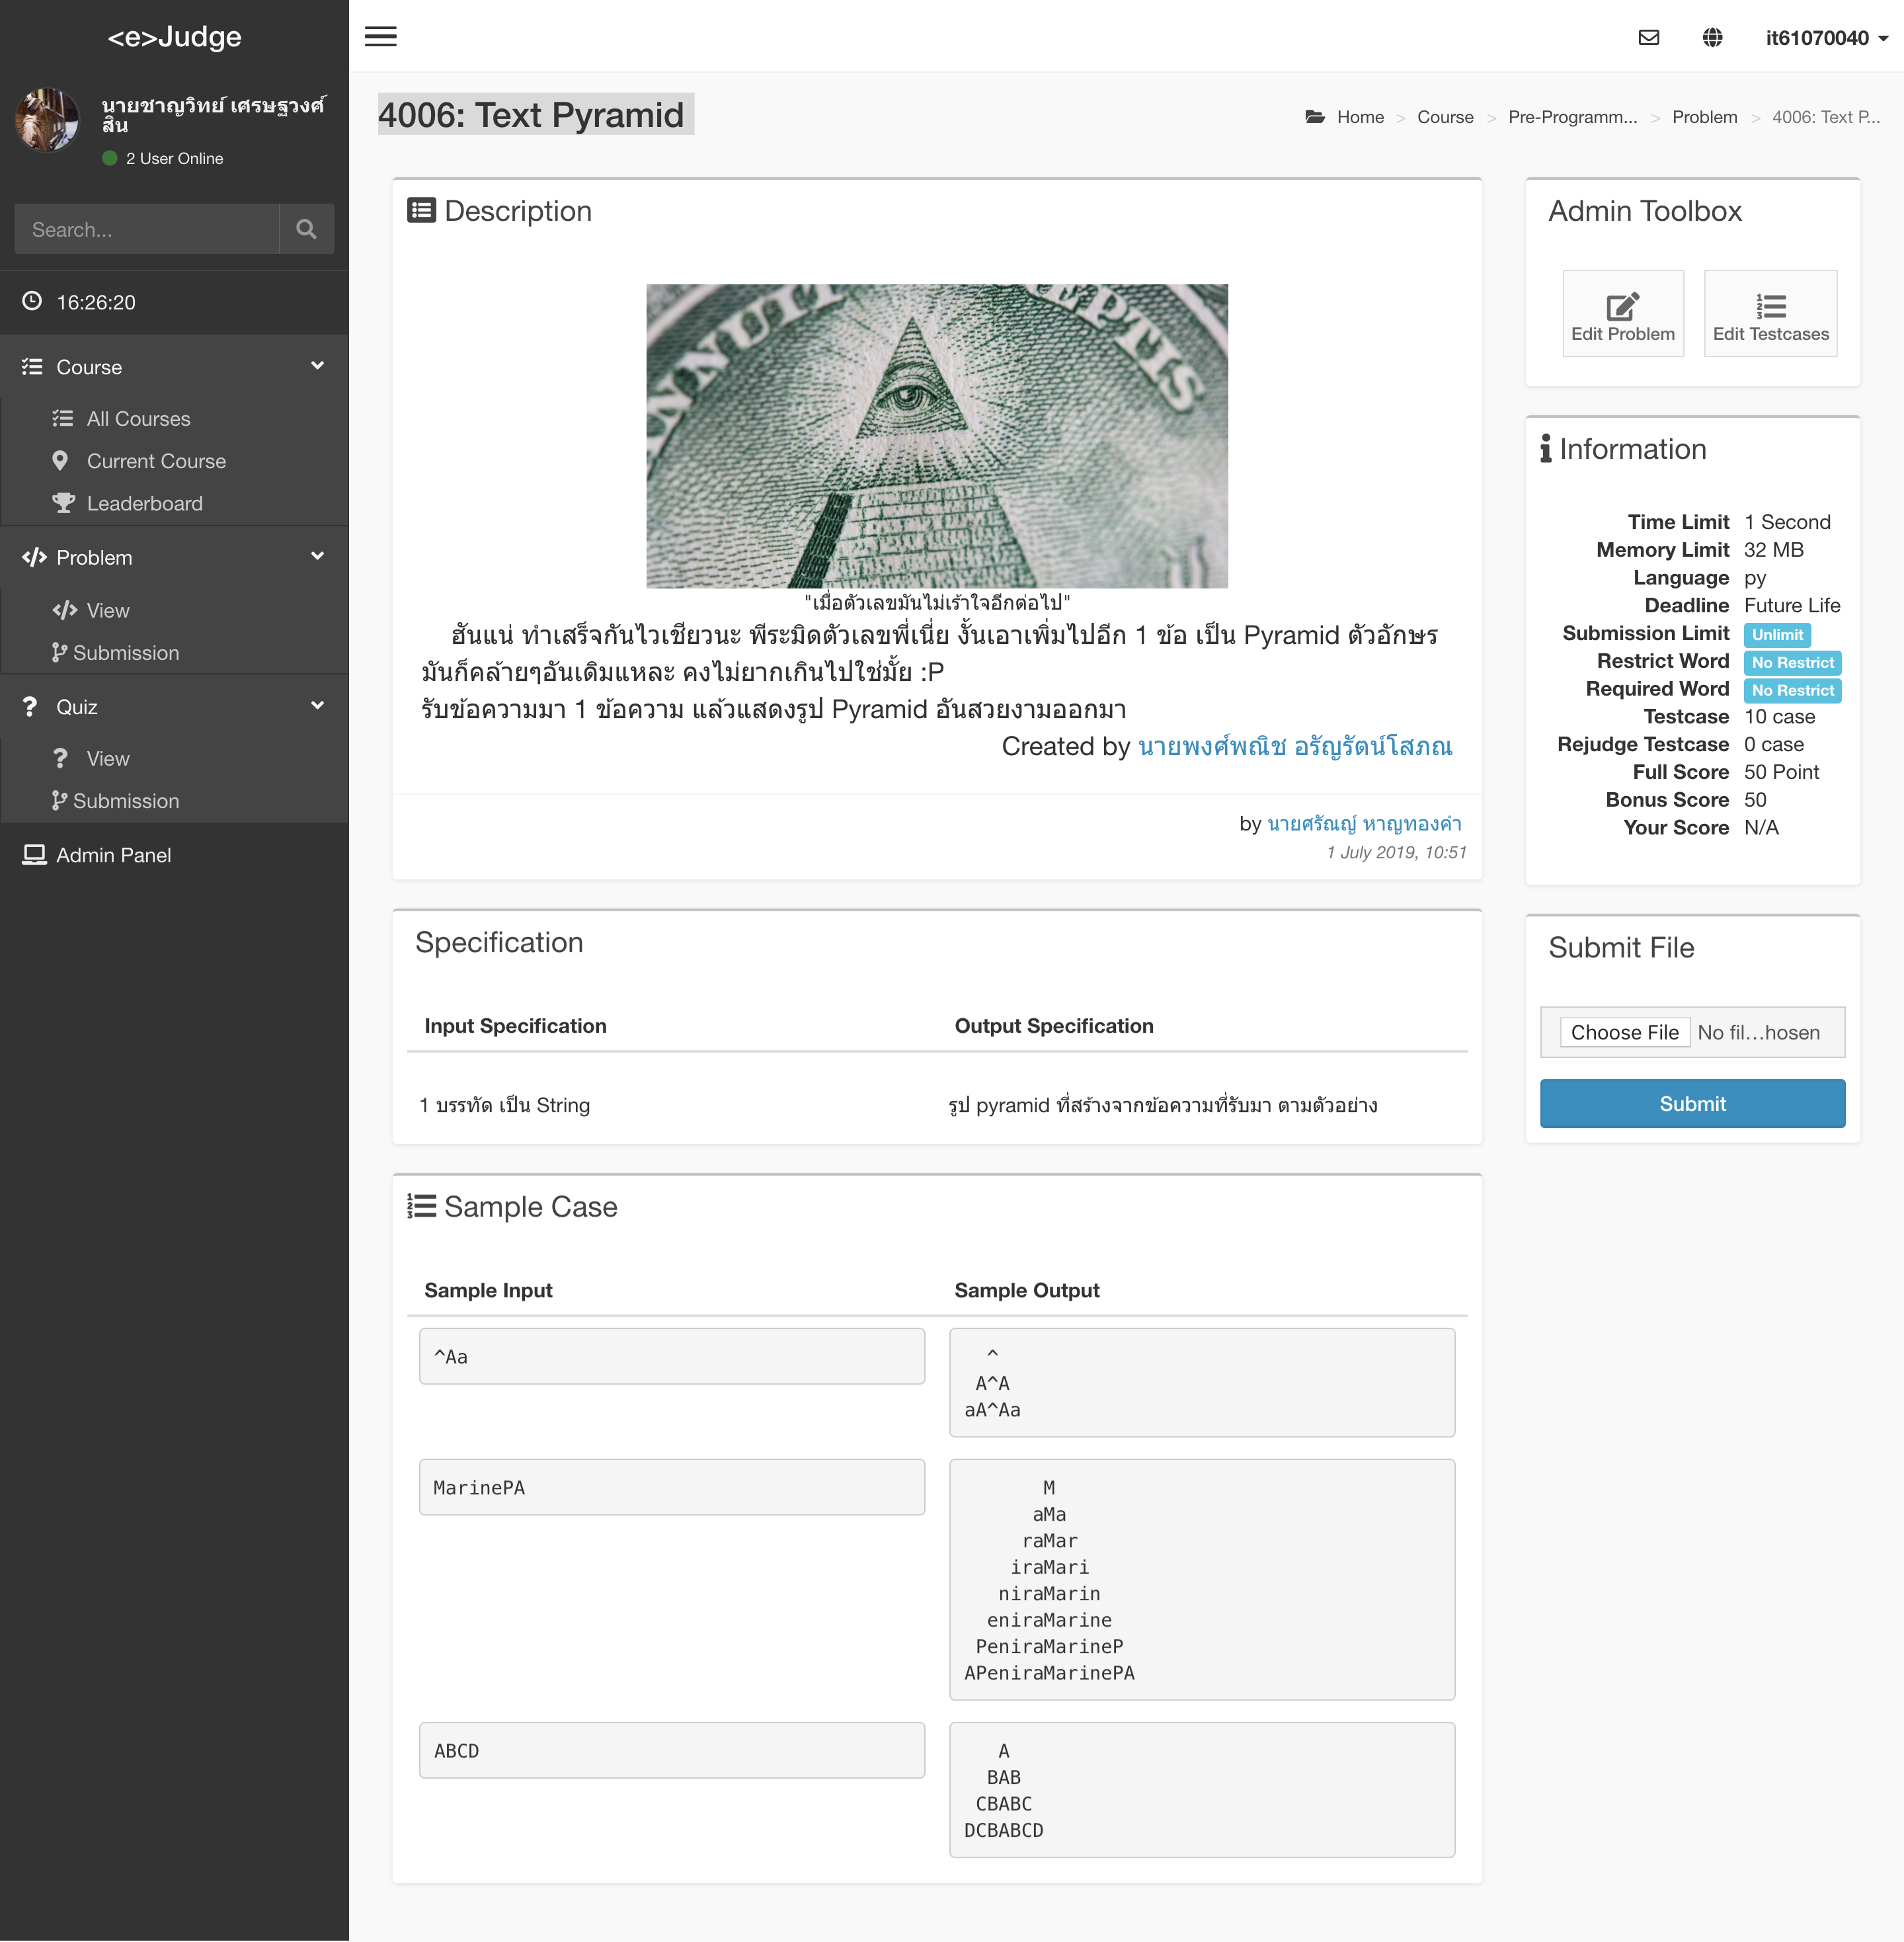 <e>Judge
it61070040
นายชาญวิทย์ เศรษฐวงศ์
สิน
2 User Online
Search...
16:26:20
Course
All Courses
Current Course
Leaderboard
Problem
View
Submission
Quiz
View
Submission
Admin Panel
4006: Text Pyramid
Home > Course > Pre-Programm... > Problem > 4006: Text P...
Description
ANNUIT COEPTIS
"เมื่อตัวเลขมันไม่เร้าใจอีกต่อไป"
ฮันแน่ ทำเสร็จกันไวเชียวนะ พีระมิดตัวเลขพี่เนี่ย งั้นเอาเพิ่มไปอีก 1 ข้อ เป็น Pyramid ตัวอักษร
มันก็คล้ายๆอันเดิมแหละ คงไม่ยากเกินไปใช่มั้ย :P
รับข้อความมา 1 ข้อความ แล้วแสดงรูป Pyramid อันสวยงามออกมา
Created by นายพงศ์พณิช อรัญรัตน์โสภณ
by นายศรัณญ์ หาญทองคำ
1 July 2019, 10:51
Specification
Input Specification Output Specification
1 บรรทัด เป็น String รูป pyramid ที่สร้างจากข้อความที่รับมา ตามตัวอย่าง
Sample Case
Sample Input Sample Output
^Aa
  ^
 A^A
aA^Aa
MarinePA
       M
      aMa
     raMar
    iraMari
   niraMarin
  eniraMarine
 PeniraMarineP
APeniraMarinePA
ABCD
   A
  BAB
 CBABC
DCBABCD
Admin Toolbox
Edit Problem
Edit Testcases
Information
Time Limit 1 Second
Memory Limit 32 MB
Language py
Deadline Future Life
Submission Limit Unlimit
Restrict Word No Restrict
Required Word No Restrict
Testcase 10 case
Rejudge Testcase 0 case
Full Score 50 Point
Bonus Score 50
Your Score N/A
Submit File
Choose File No fil...hosen
Submit